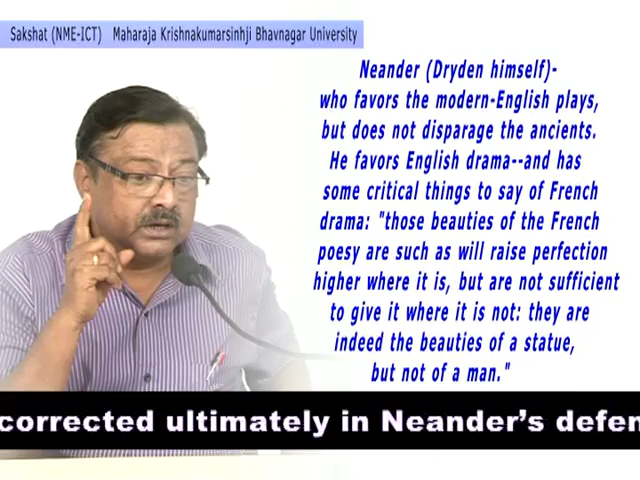 Sakshat (NME-ICT) Maharaja Krishnakumarsinhji Bhavnagar University
Neander (Dryden himself)-
who favors the modern-English plays,
but does not disparage the ancients.
He favors English drama--and has
some critical things to say of French
drama: "those beauties of the French
poesy are such as will raise perfection
higher where it is, but are not sufficient
to give it where it is not: they are
indeed the beauties of a statue,
but not of a man."
corrected ultimately in Neander's defen